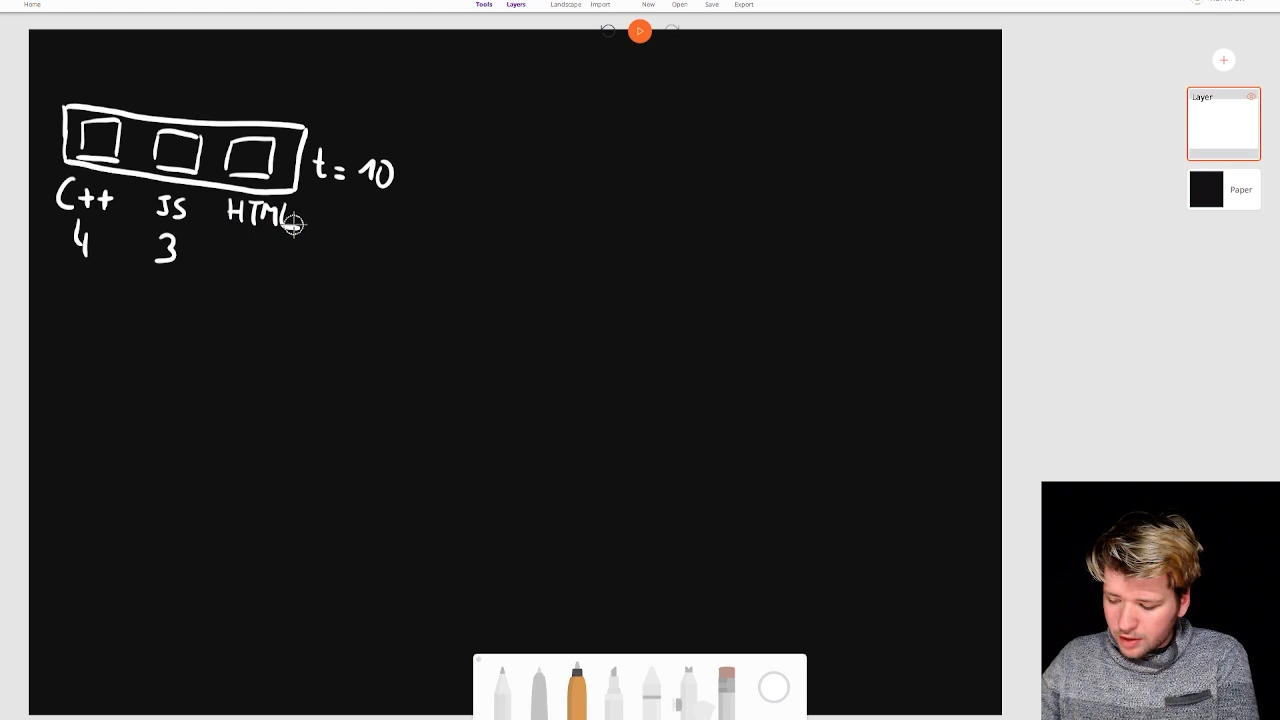 Home Tools Layers Landscape Import New Open Save Export
Layer
Paper
t = 10
C++ JS HTML
4 3